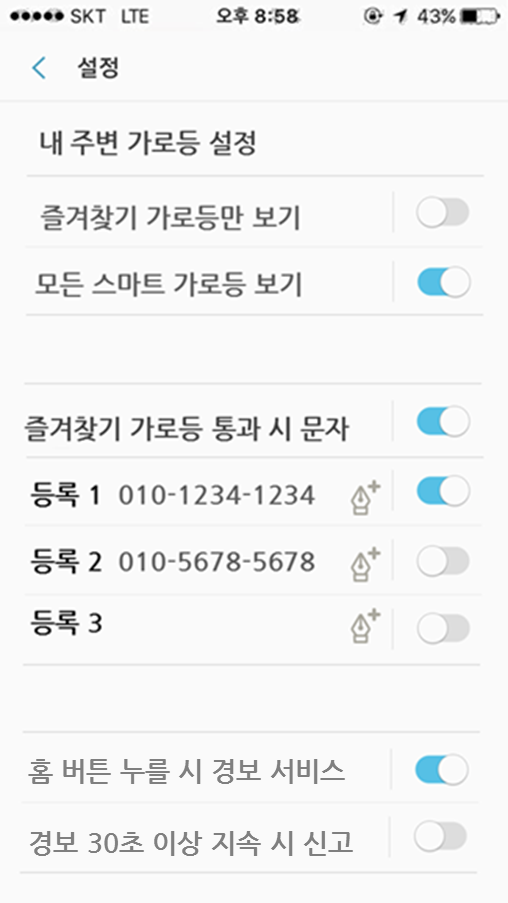 SKT LTE 오후 8:58 43%
설정
내 주변 가로등 설정
즐겨찾기 가로등만 보기
모든 스마트 가로등 보기
즐겨찾기 가로등 통과 시 문자
등록 1 010-1234-1234
등록 2 010-5678-5678
등록 3
홈 버튼 누를 시 경보 서비스
경보 30초 이상 지속 시 신고